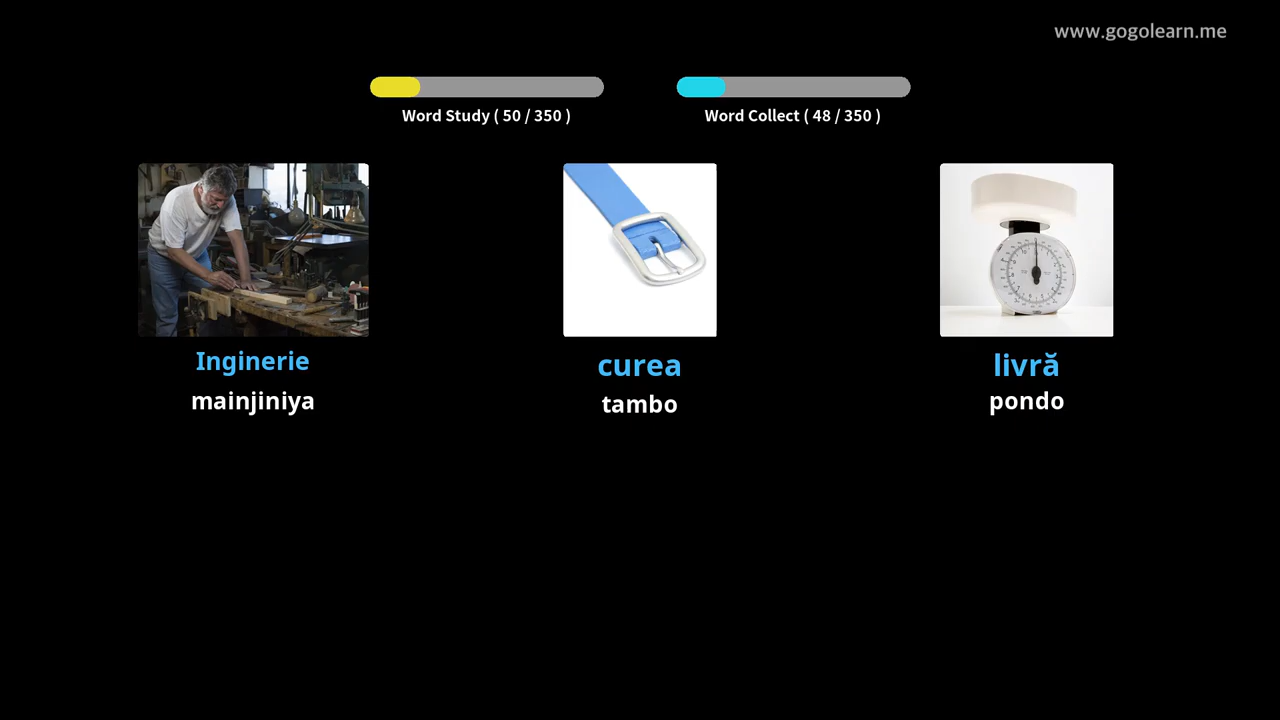 www.gogolearn.me
Word Study ( 50 / 350 )
Word Collect ( 48 / 350 )
Inginerie
mainjiniya
curea
tambo
livră
pondo